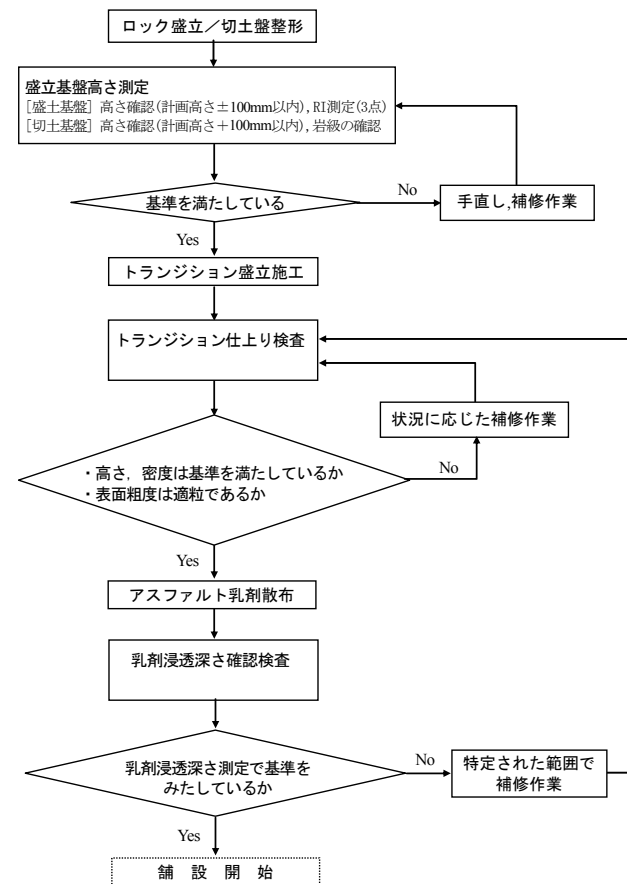 ロック盛立／切土盤整形
盛立基盤高さ測定
[盛土基盤] 高さ確認(計画高さ±100mm以内), RI測定(3点)
[切土基盤] 高さ確認(計画高さ＋100mm以内), 岩級の確認
基準を満たしている
No
手直し,補修作業
Yes
トランジション盛立施工
トランジション仕上り検査
状況に応じた補修作業
・高さ，密度は基準を満たしているか
・表面粗度は適粒であるか
No
Yes
アスファルト乳剤散布
乳剤浸透深さ確認検査
乳剤浸透深さ測定で基準を
みたしているか
No
特定された範囲で
補修作業
Yes
舗 設 開 始